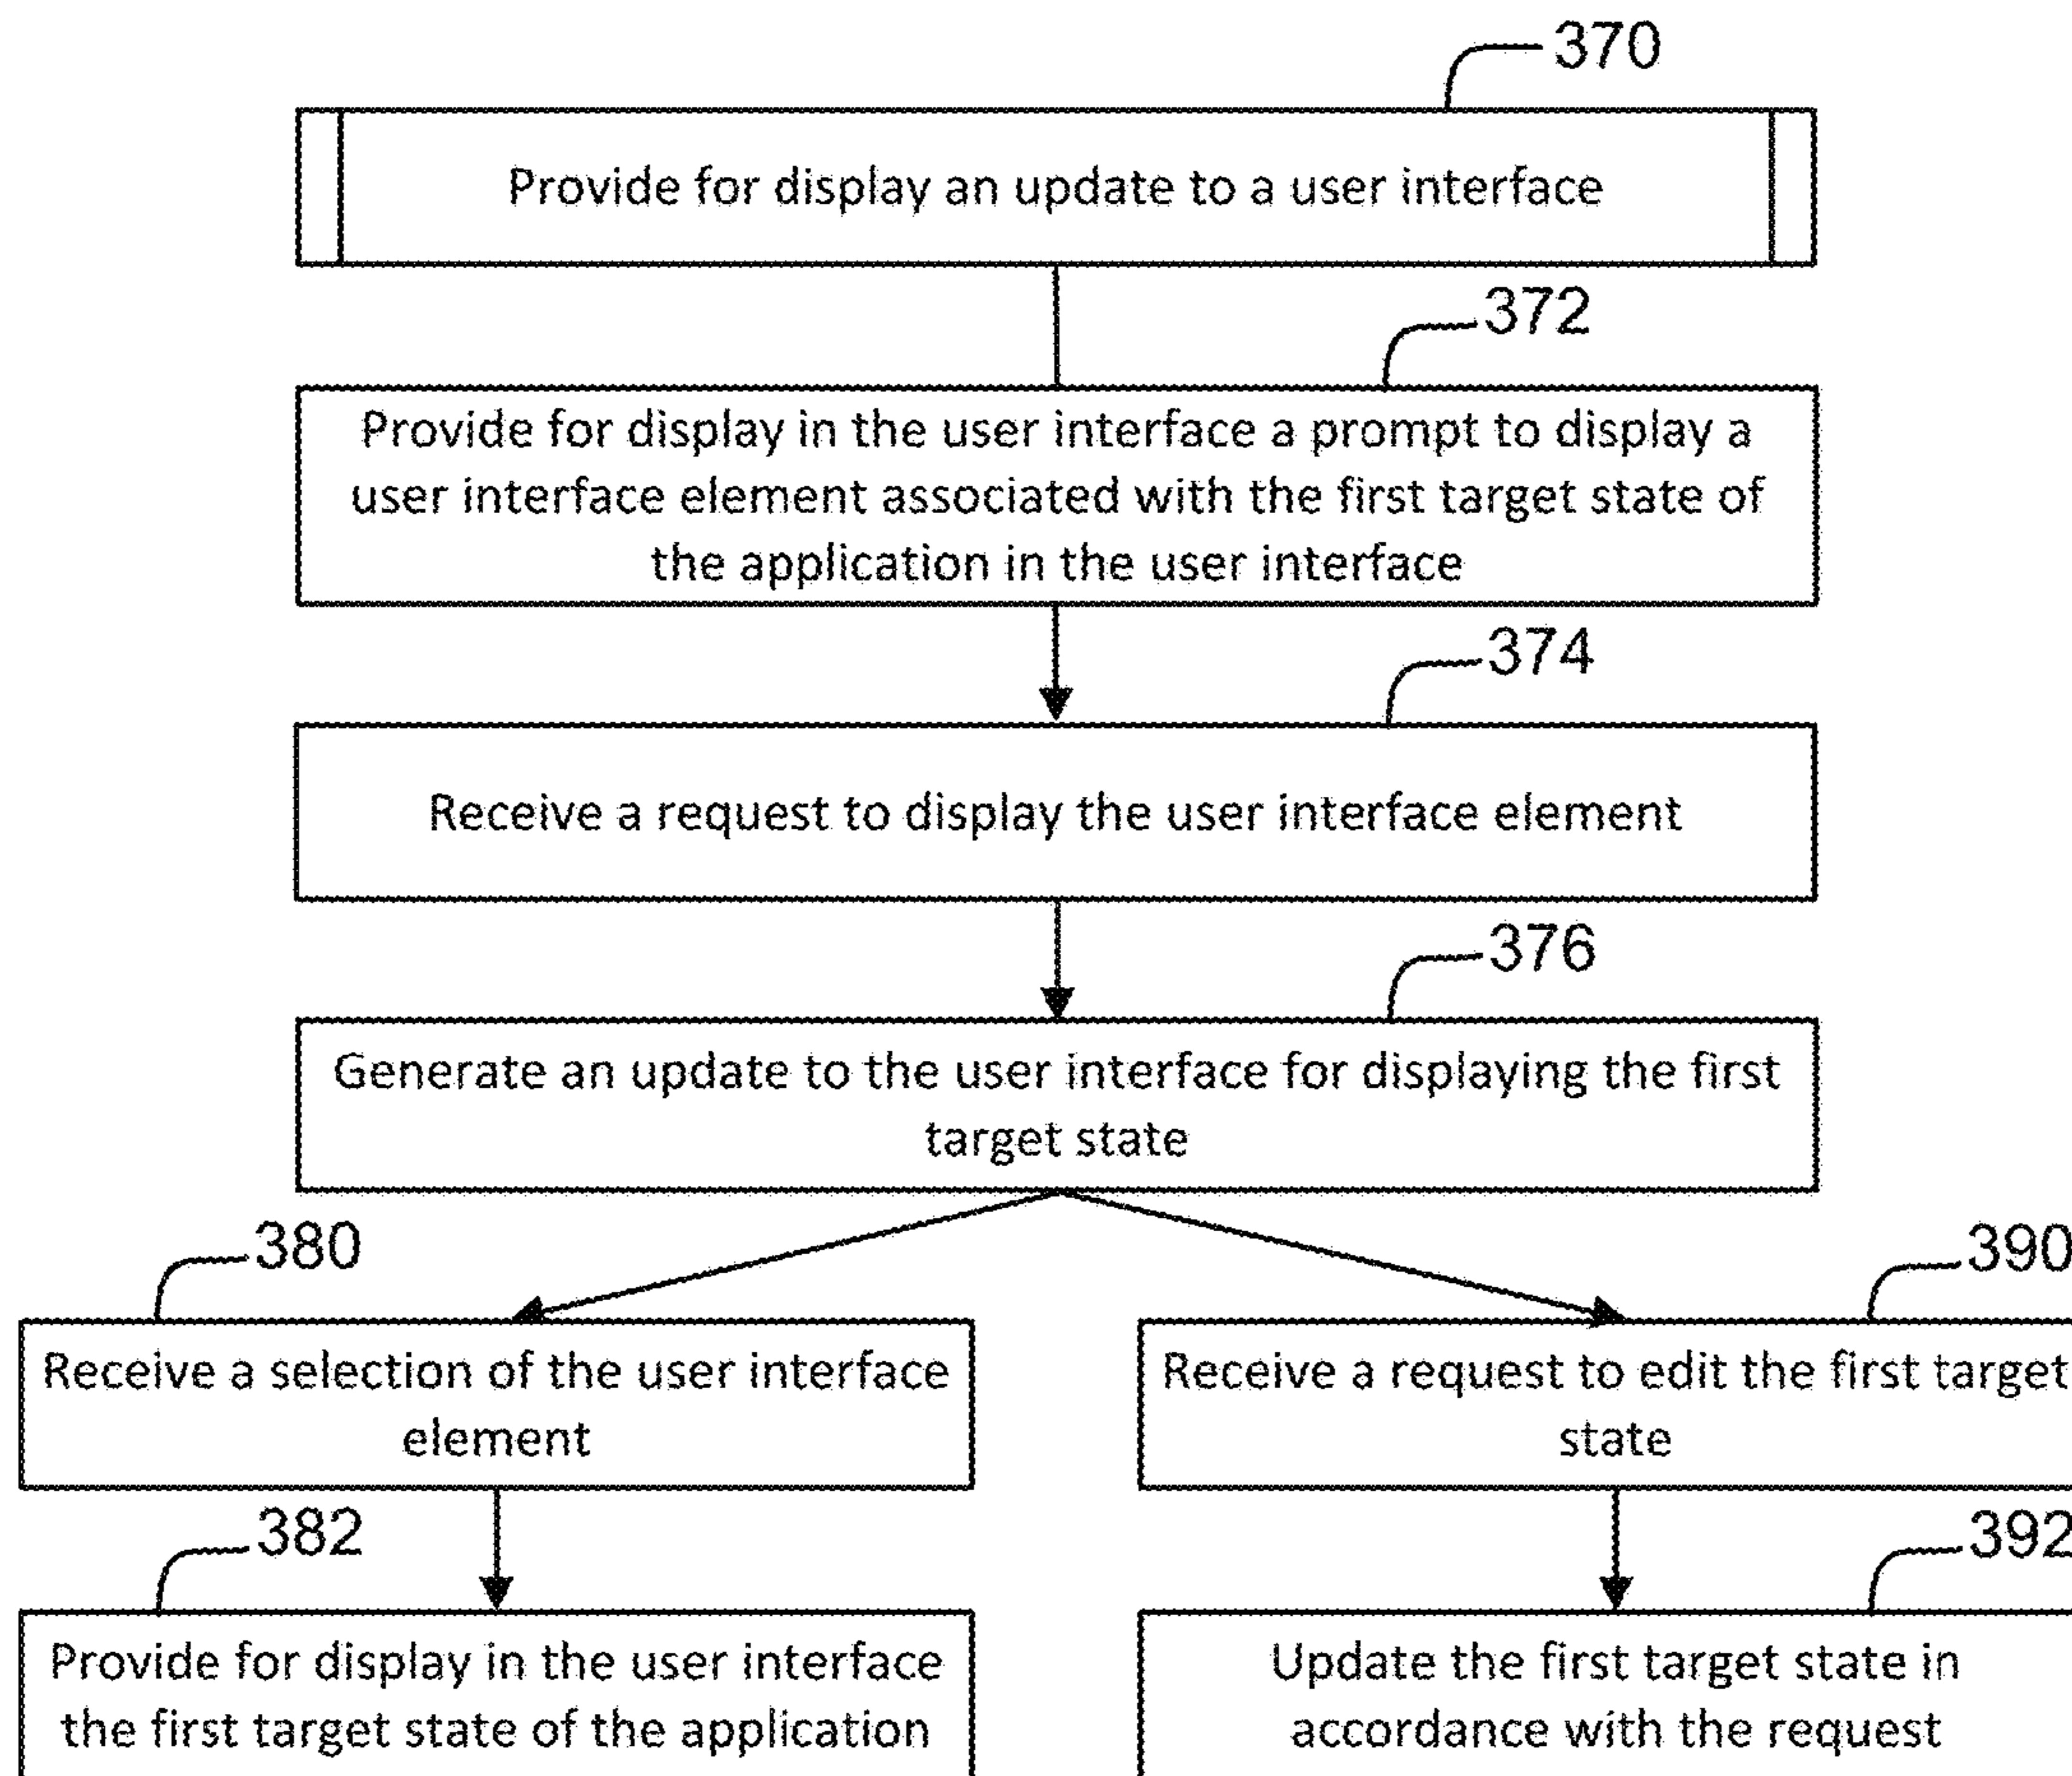 370
Provide for display an update to a user interface
372
Provide for display in the user interface a prompt to display a
user interface element associated with the first target state of
the application in the user interface
374
Receive a request to display the user interface element
376
Generate an update to the user interface for displaying the first
target state
380
390
Receive a selection of the user interface
element
Receive a request to edit the first target
state
382
392
Provide for display in the user interface
the first target state of the application
Update the first target state in
accordance with the request